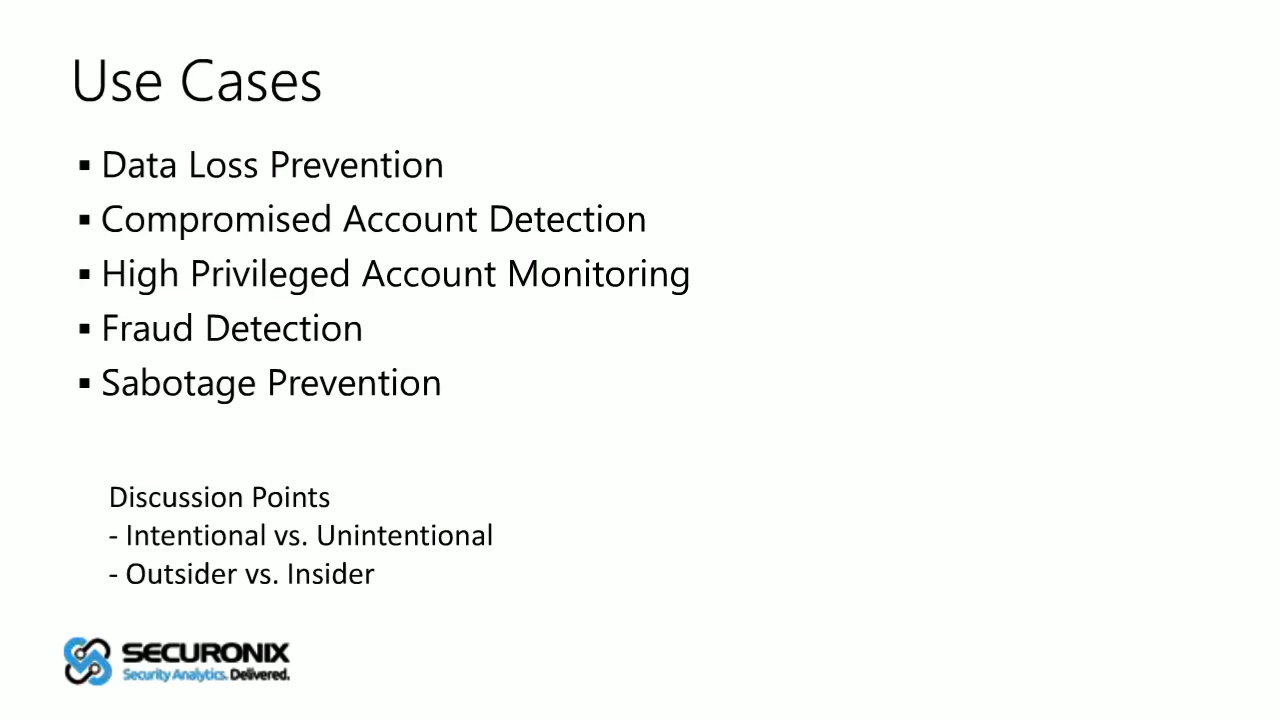 Use Cases
▪ Data Loss Prevention
▪ Compromised Account Detection
▪ High Privileged Account Monitoring
▪ Fraud Detection
▪ Sabotage Prevention
Discussion Points
- Intentional vs. Unintentional
- Outsider vs. Insider
SECURONIX
Security Analytics. Delivered.